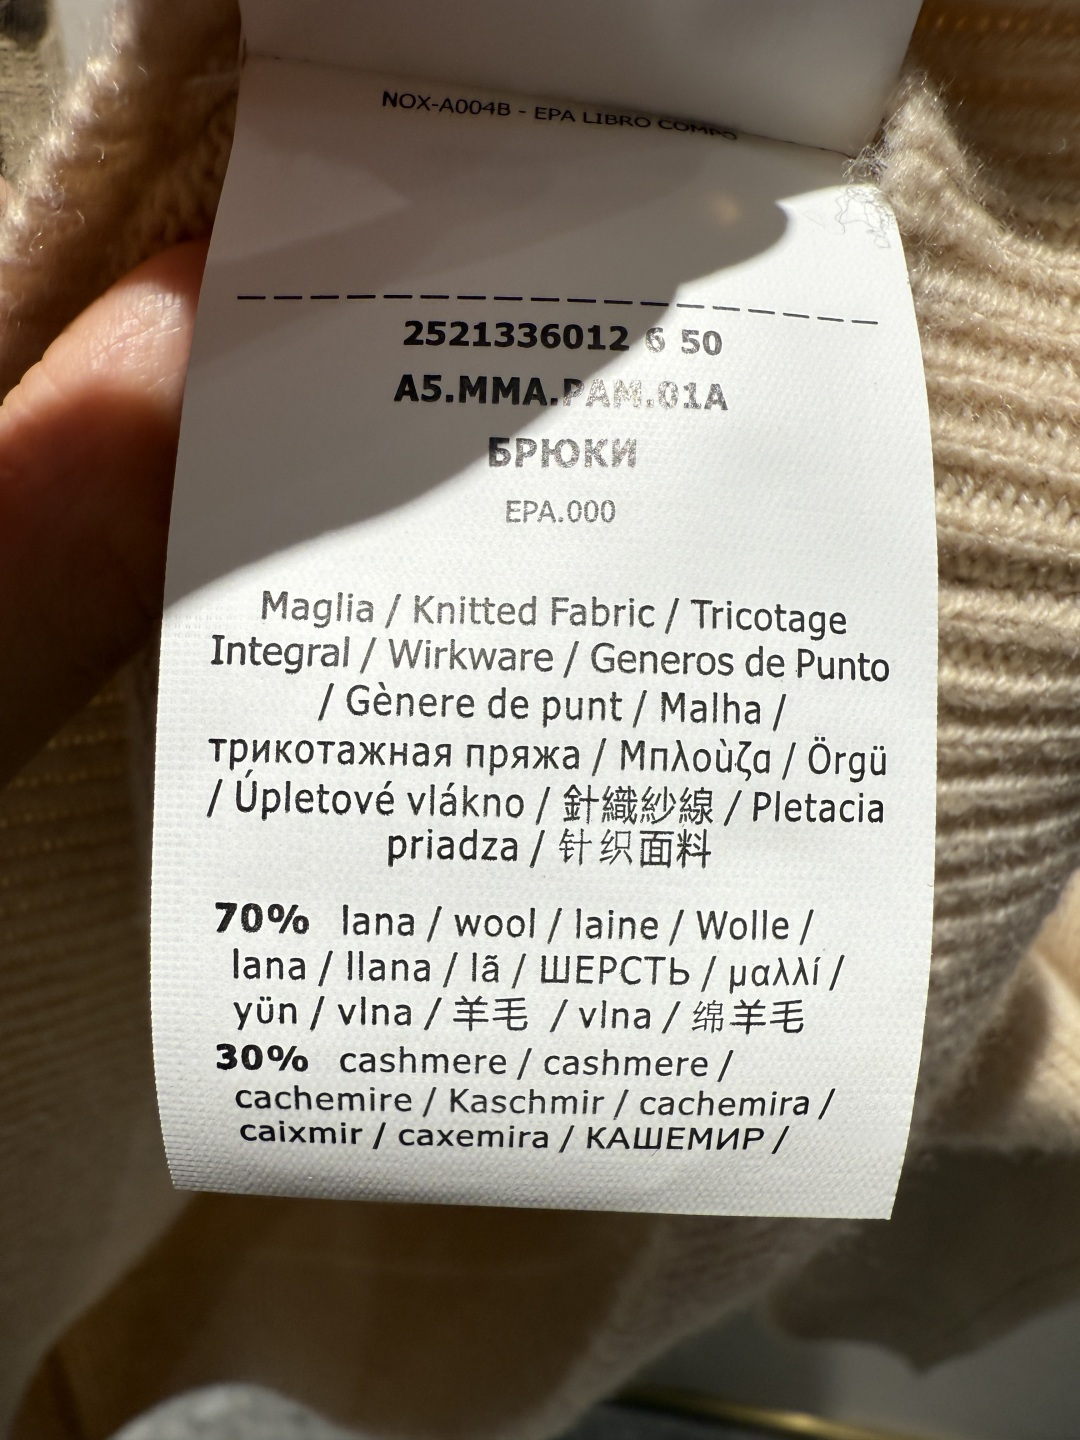 NOX-A004B - EPA LIBRO COMPO
2521336012 6 50
A5.MMA.PAM.01A
БРЮКИ
EPA.000
Maglia / Knitted Fabric / Tricotage
Integral / Wirkware / Generos de Punto
/ Gènere de punt / Malha /
трикотажная пряжа / Μπλοὺζα / Örgü
/ Úpletové vlákno / 針織紗線 / Pletacia
priadza / 针织面料
70% lana / wool / laine / Wolle /
lana / llana / lã / ШЕРСТЬ / μαλλί /
yün / vlna / 羊毛 / vlna / 绵羊毛
30% cashmere / cashmere /
cachemire / Kaschmir / cachemira /
caixmir / caxemira / КАШЕМИР /